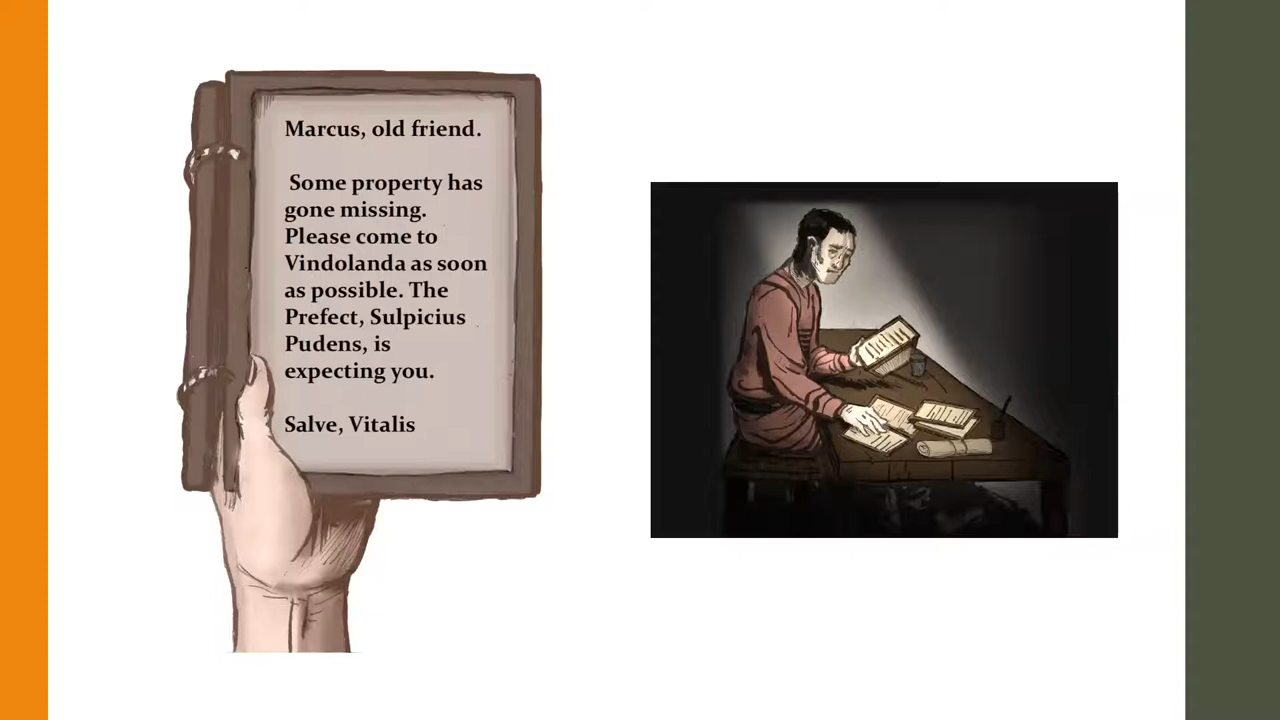 Marcus, old friend.
Some property has
gone missing.
Please come to
Vindolanda as soon
as possible. The
Prefect, Sulpicius
Pudens, is
expecting you.
Salve, Vitalis